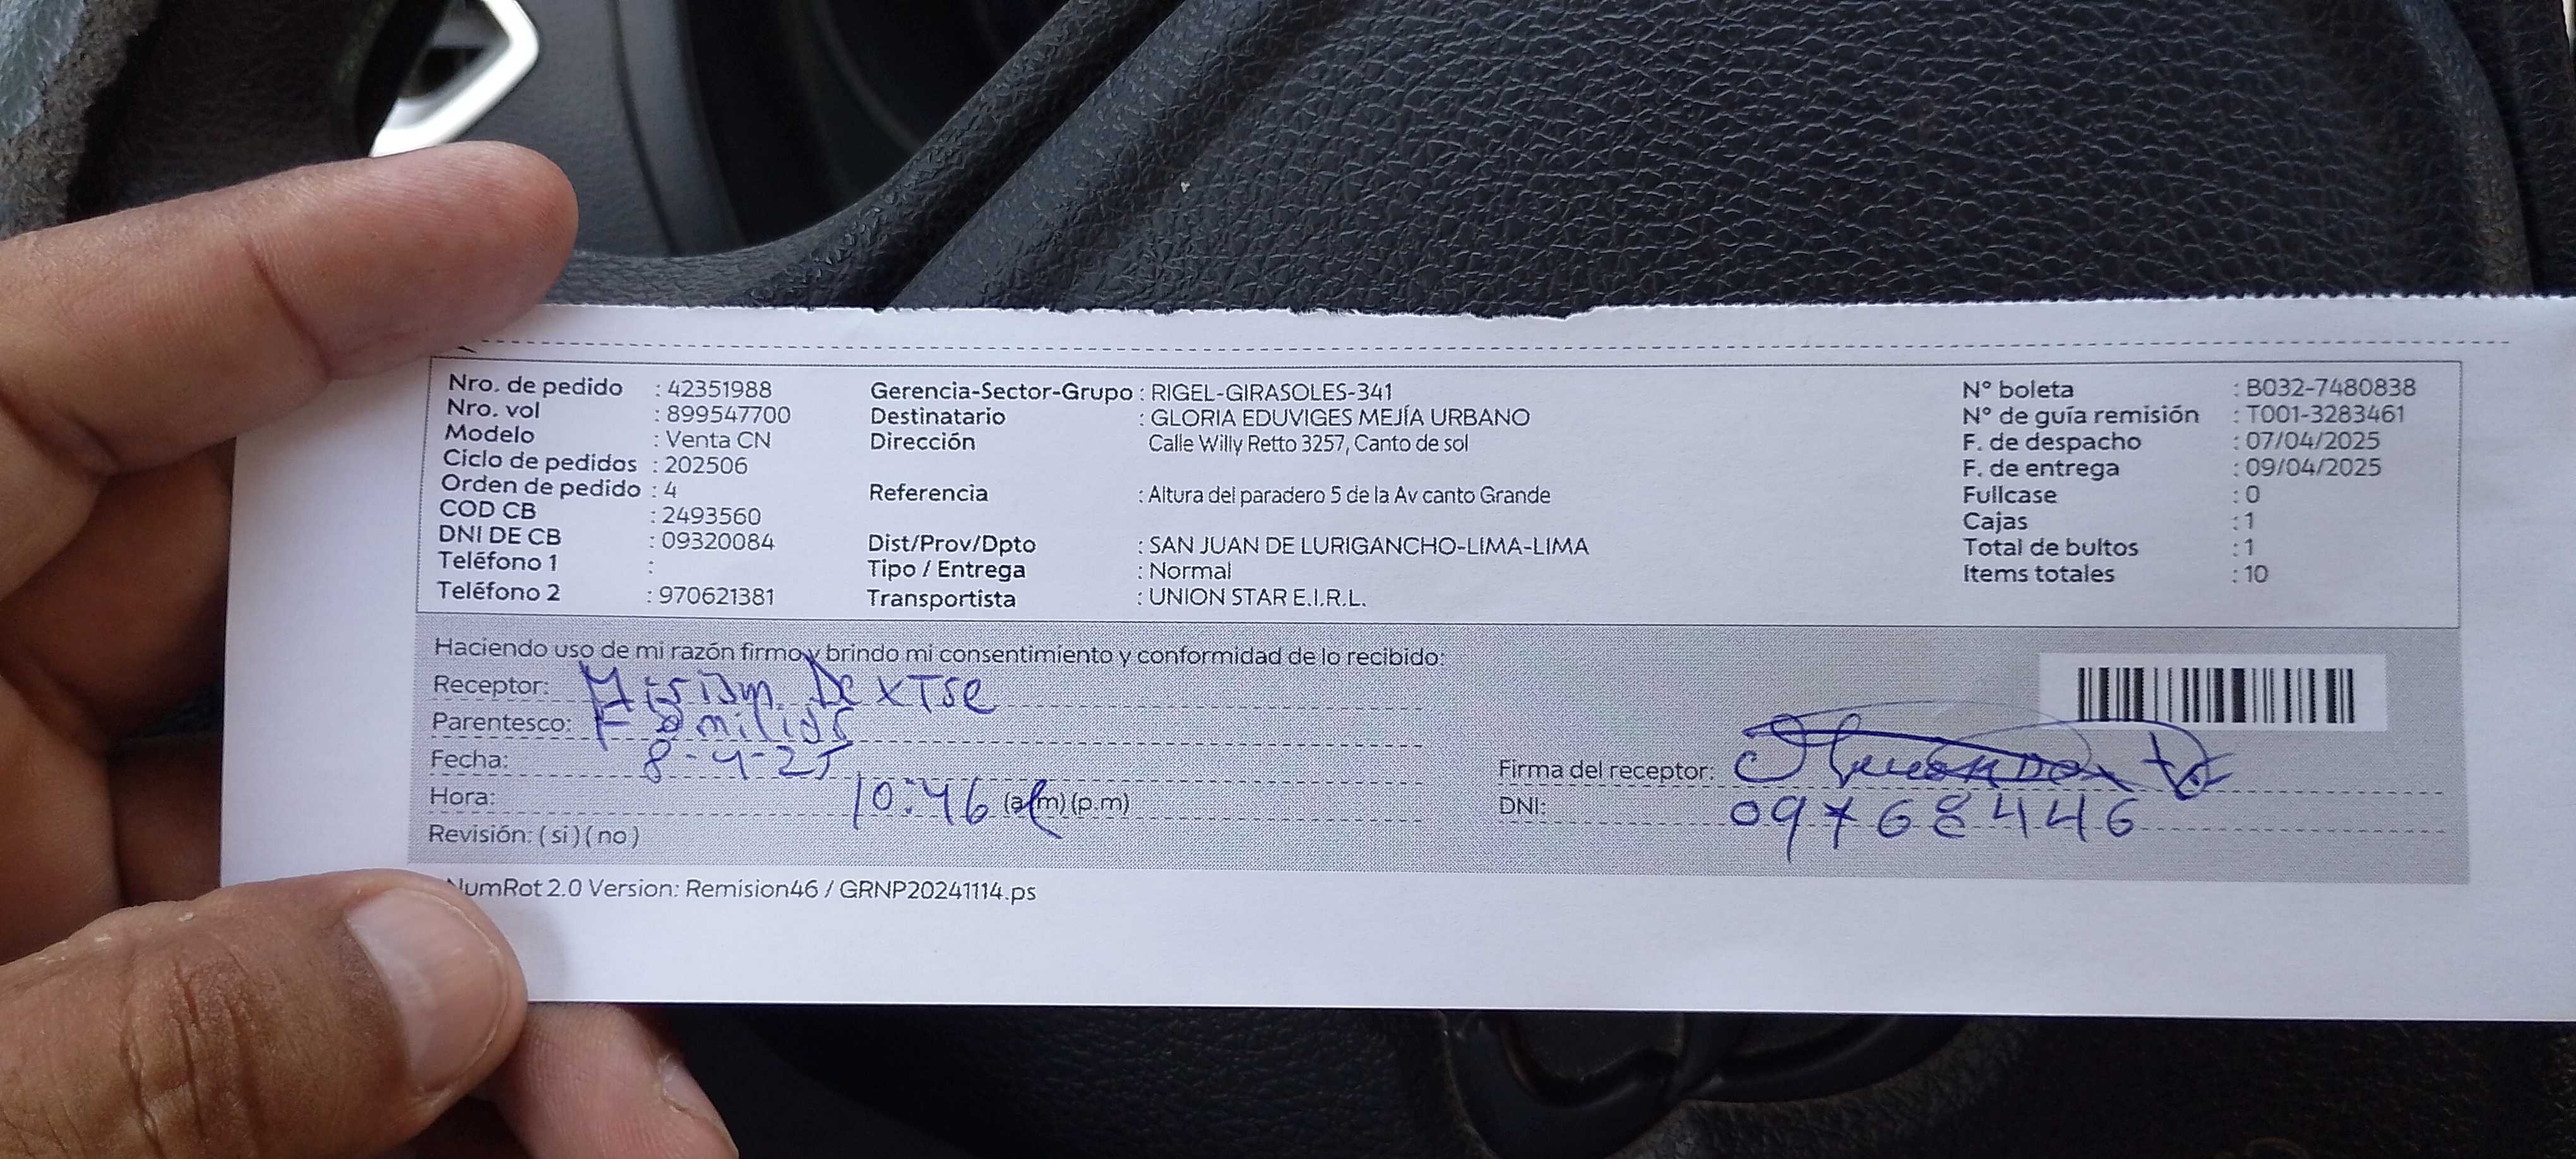 Nro. de pedido : 42351988
Nro. vol : 899547700
Modelo : Venta CN
Ciclo de pedidos : 202506
Orden de pedido : 4
COD CB : 2493560
DNI DE CB : 09320084
Teléfono 1 :
Teléfono 2 : 970621381
Gerencia-Sector-Grupo : RIGEL-GIRASOLES-341
Destinatario : GLORIA EDUVIGES MEJÍA URBANO
Dirección Calle Willy Retto 3257, Canto de sol
Referencia : Altura del paradero 5 de la Av canto Grande
Dist/Prov/Dpto : SAN JUAN DE LURIGANCHO-LIMA-LIMA
Tipo / Entrega : Normal
Transportista : UNION STAR E.I.R.L.
N° boleta : B032-7480838
N° de guía remisión : T001-3283461
F. de despacho : 07/04/2025
F. de entrega : 09/04/2025
Fullcase : 0
Cajas : 1
Total de bultos : 1
Items totales : 10
Haciendo uso de mi razón firmo y brindo mi consentimiento y conformidad de lo recibido:
Receptor: Miriam
Parentesco:
Fecha: 8-4-25
Hora: 10:46 (a.m) (p.m)
Revisión: ( si ) ( no )
Firma del receptor:
DNI: 09768446
NumRot 2.0 Version: Remision46 / GRNP20241114.ps